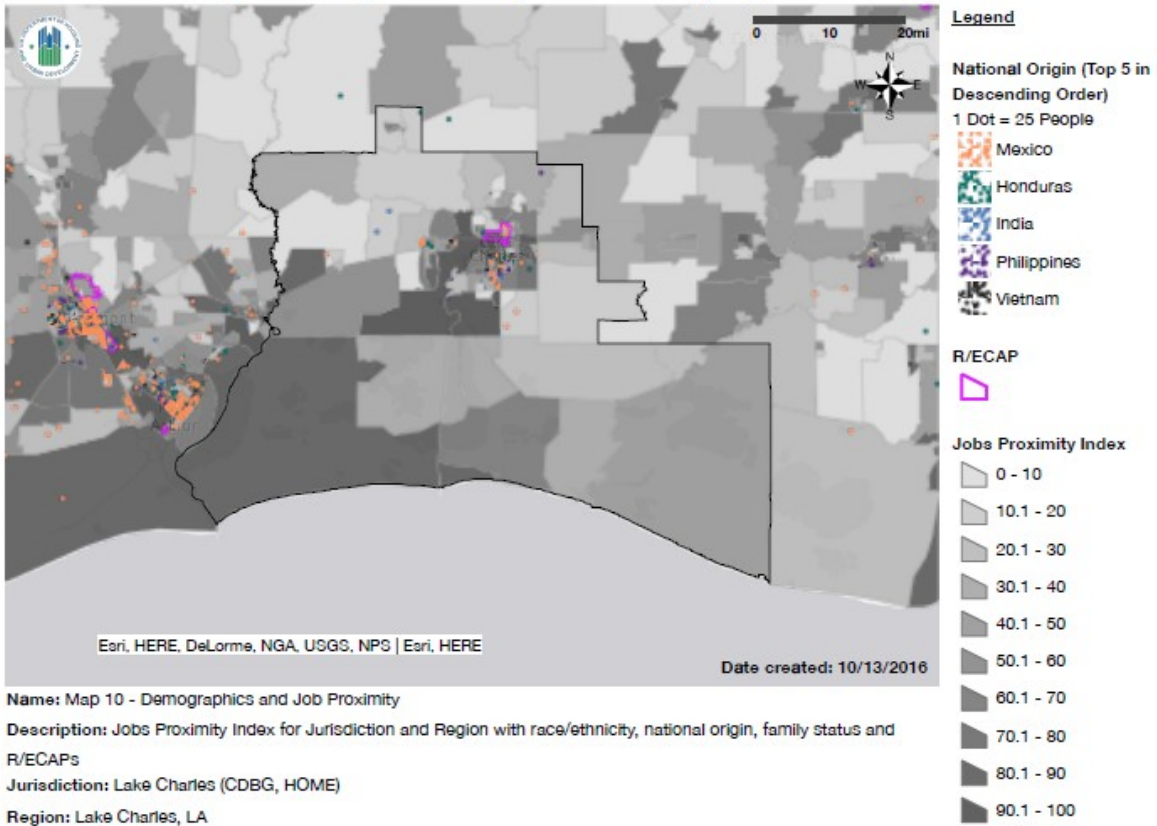 0 10 20mi
N
W E
S
Esri, HERE, DeLorme, NGA, USGS, NPS | Esri, HERE
Date created: 10/13/2016
Legend
National Origin (Top 5 in
Descending Order)
1 Dot = 25 People
Mexico
Honduras
India
Philippines
Vietnam
R/ECAP
Jobs Proximity Index
0 - 10
10.1 - 20
20.1 - 30
30.1 - 40
40.1 - 50
50.1 - 60
60.1 - 70
70.1 - 80
80.1 - 90
90.1 - 100
Name: Map 10 - Demographics and Job Proximity
Description: Jobs Proximity Index for Jurisdiction and Region with race/ethnicity, national origin, family status and
R/ECAPs
Jurisdiction: Lake Charles (CDBG, HOME)
Region: Lake Charles, LA